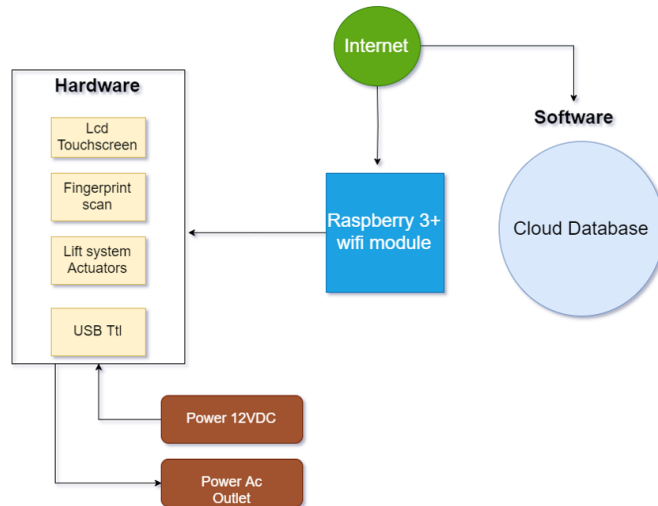 Internet
Hardware
Software
Lcd
Touchscreen
Fingerprint
scan
Raspberry 3+
wifi module
Cloud Database
Lift system
Actuators
USB Ttl
Power 12VDC
Power Ac
Outlet